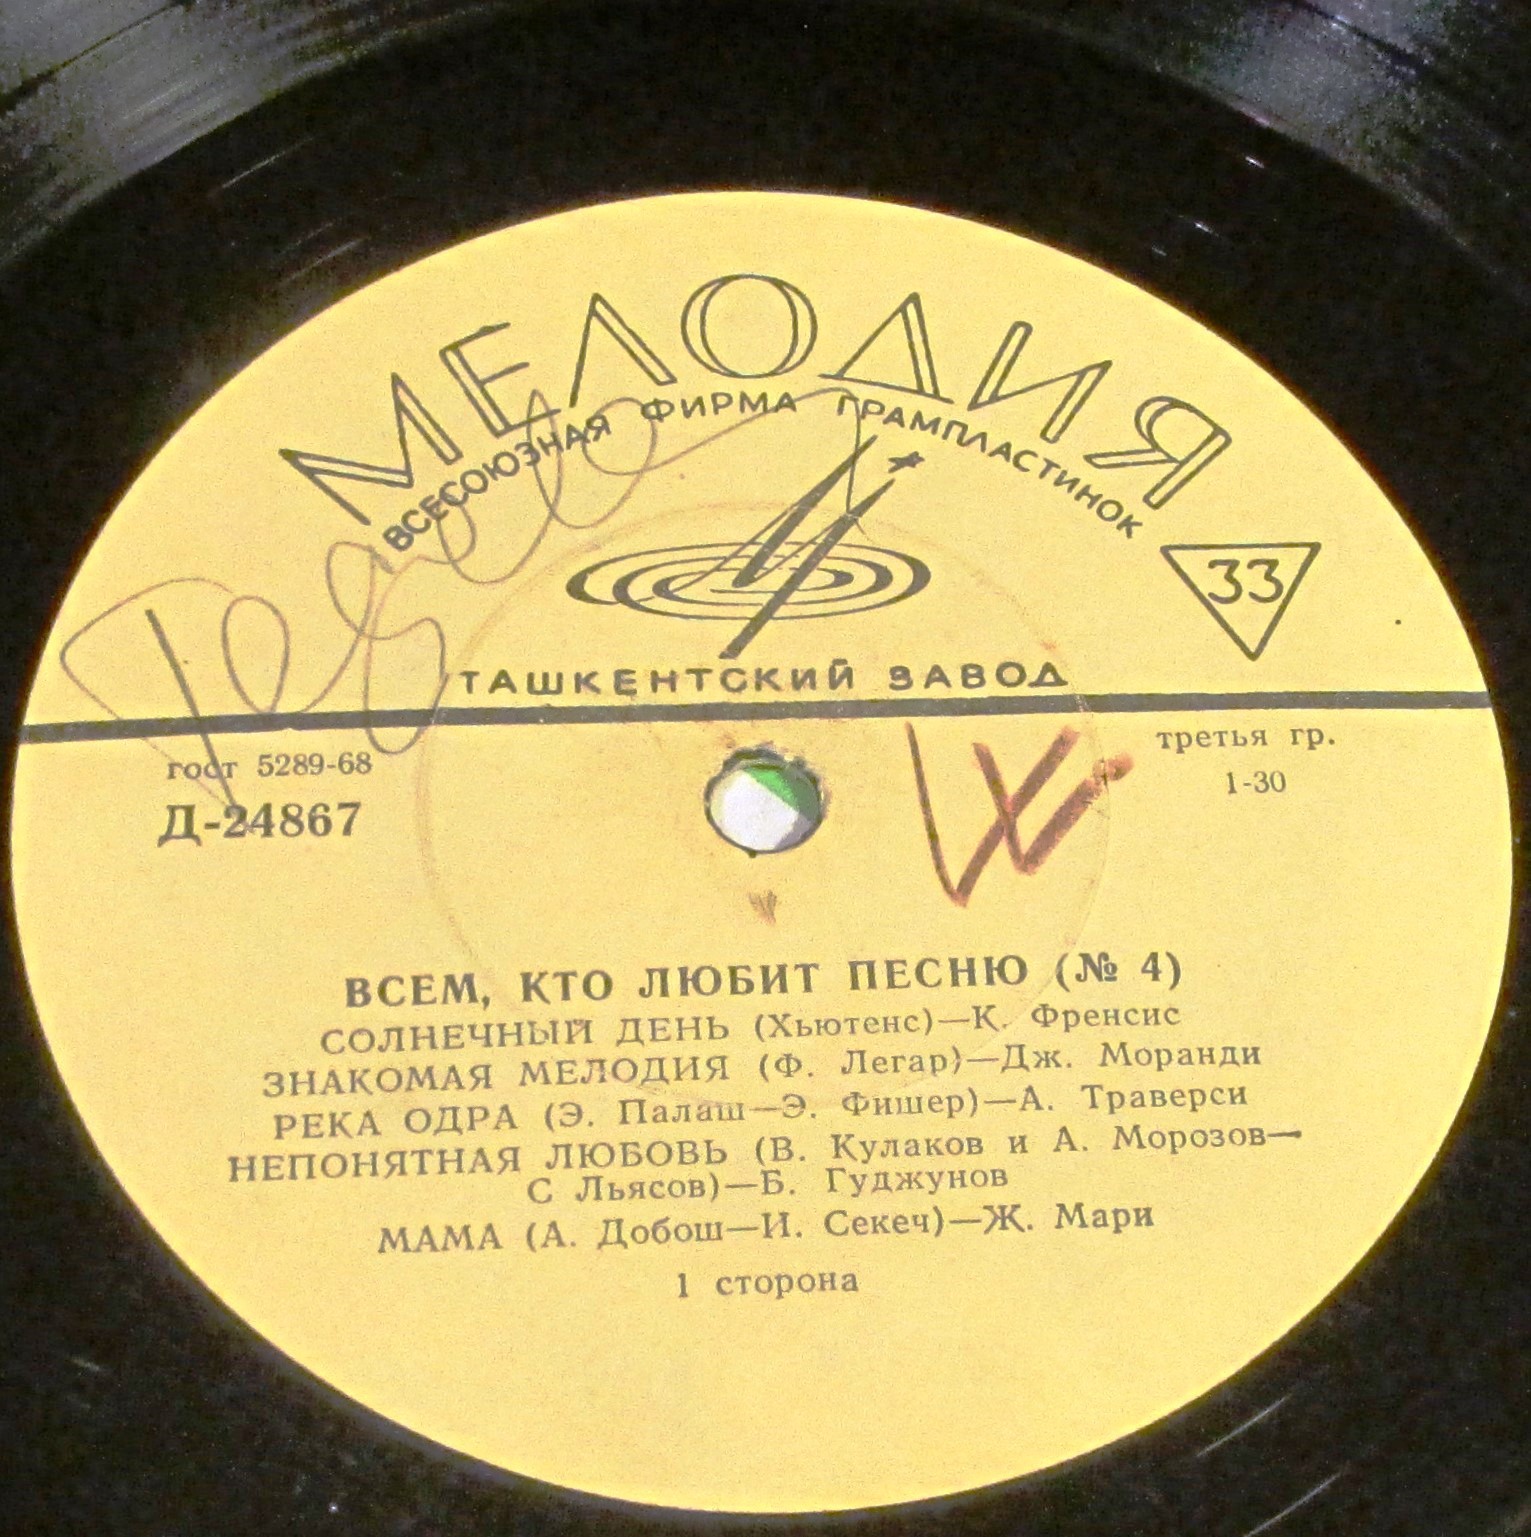 МЕЛОДИЯ
ВСЕСОЮЗНАЯ ФИРМА ГРАМПЛАСТИНОК
33
ТАШКЕНТСКИЙ ЗАВОД
гост 5289-68
третья гр.
Д-24867
1-30
ВСЕМ, КТО ЛЮБИТ ПЕСНЮ (№ 4)
СОЛНЕЧНЫЙ ДЕНЬ (Хьютенс)—К. Френсис
ЗНАКОМАЯ МЕЛОДИЯ (Ф. Легар)—Дж. Моранди
РЕКА ОДРА (Э. Палаш—Э. Фишер)—А. Траверси
НЕПОНЯТНАЯ ЛЮБОВЬ (В. Кулаков и А. Морозов—
С Льясов)—Б. Гуджунов
МАМА (А. Добош—И. Секеч)—Ж. Мари
1 сторона